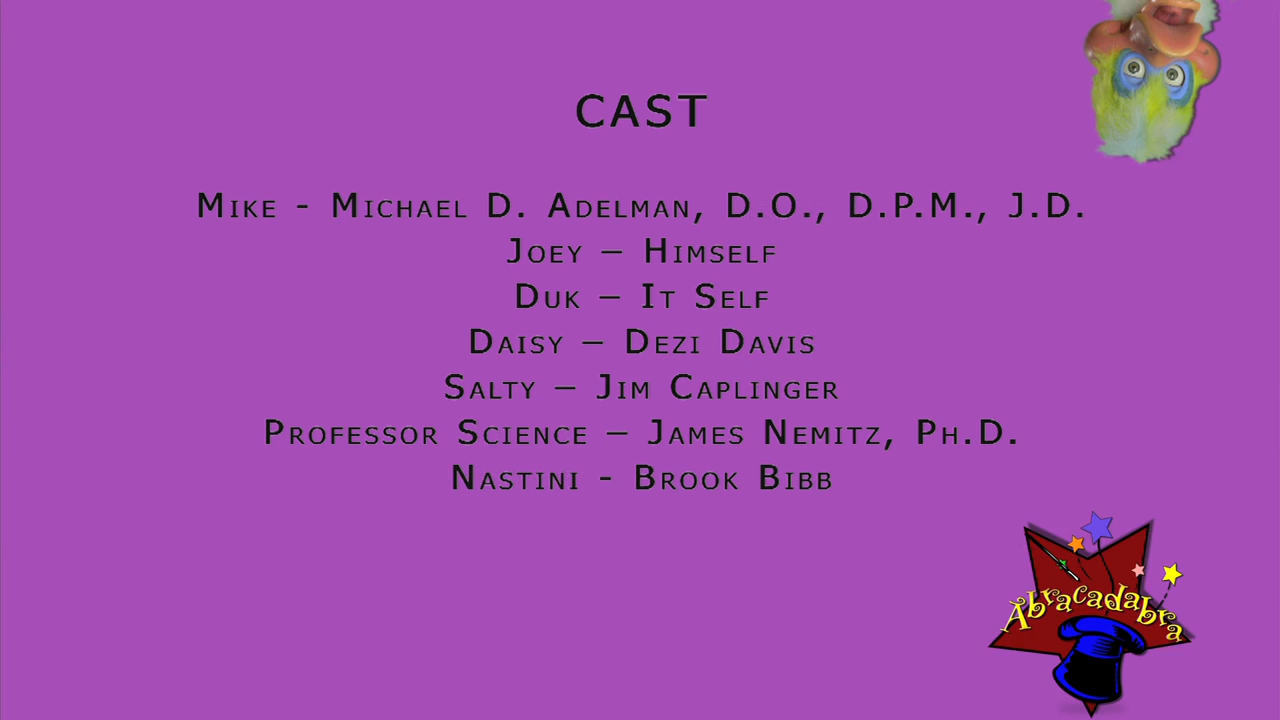 CAST
Mike - Michael D. Adelman, D.O., D.P.M., J.D.
Joey – Himself
Duk – It Self
Daisy – Dezi Davis
Salty – Jim Caplinger
Professor Science – James Nemitz, Ph.D.
Nastini - Brook Bibb
Abracadabra